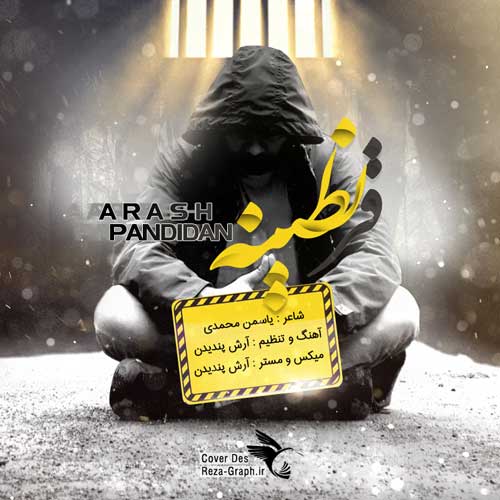 ARASH
PANDIDAN
قرنطینه
شاعر : یاسمن محمدی
آهنگ و تنظیم : آرش پندیدن
میکس و مستر : آرش پندیدن
Cover Des
Reza-Graph.ir